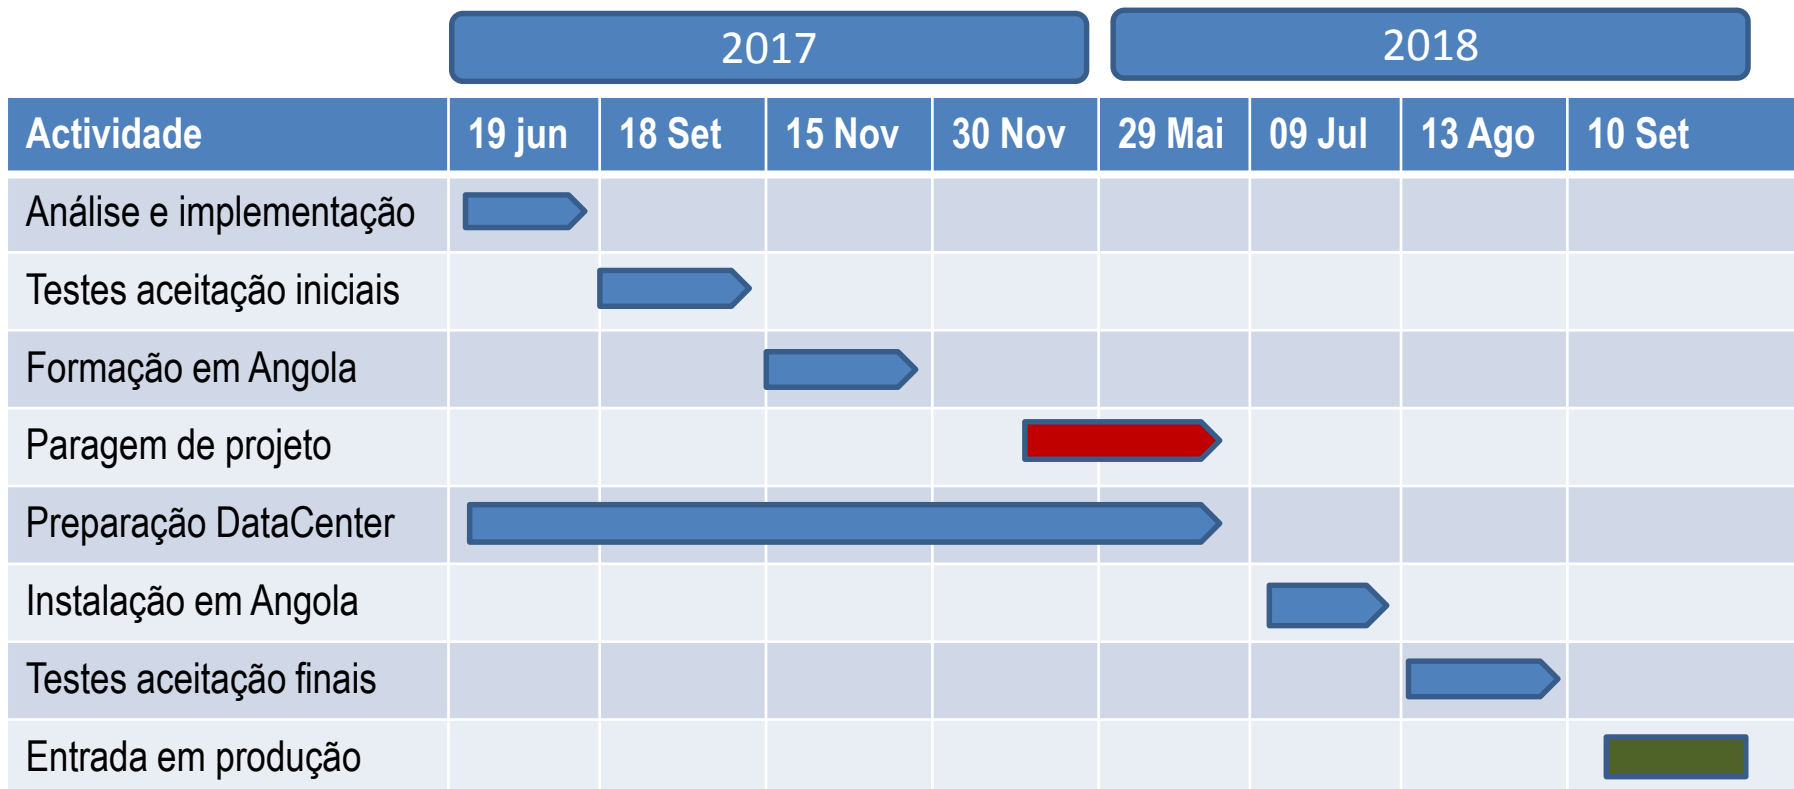 2017 2018
Actividade 19 jun 18 Set 15 Nov 30 Nov 29 Mai 09 Jul 13 Ago 10 Set
Análise e implementação
Testes aceitação iniciais
Formação em Angola
Paragem de projeto
Preparação DataCenter
Instalação em Angola
Testes aceitação finais
Entrada em produção